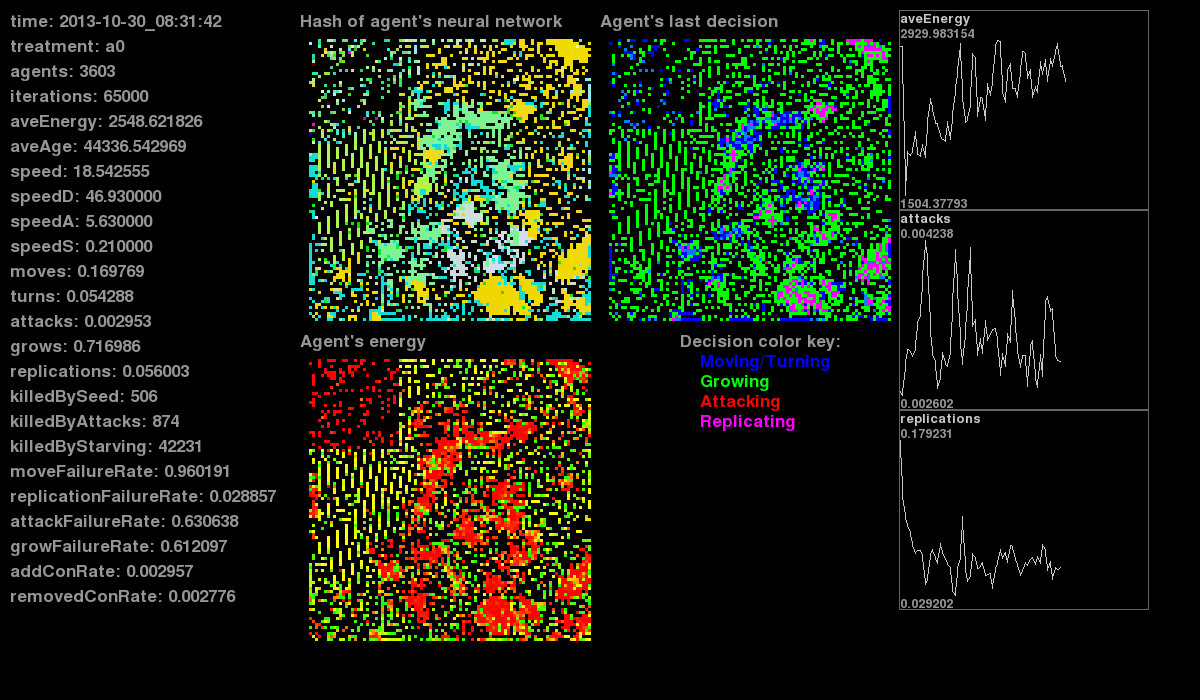 time: 2013-10-30_08:31:42
treatment: a0
agents: 3603
iterations: 65000
aveEnergy: 2548.621826
aveAge: 44336.542969
speed: 18.542555
speedD: 46.930000
speedA: 5.630000
speedS: 0.210000
moves: 0.169769
turns: 0.054288
attacks: 0.002953
grows: 0.716986
replications: 0.056003
killedBySeed: 506
killedByAttacks: 874
killedByStarving: 42231
moveFailureRate: 0.960191
replicationFailureRate: 0.028857
attackFailureRate: 0.630638
growFailureRate: 0.612097
addConRate: 0.002957
removedConRate: 0.002776
Hash of agent's neural network
Agent's last decision
Agent's energy
Decision color key:
Moving/Turning
Growing
Attacking
Replicating
aveEnergy
2929.983154
1504.37793
attacks
0.004238
0.002602
replications
0.179231
0.029202